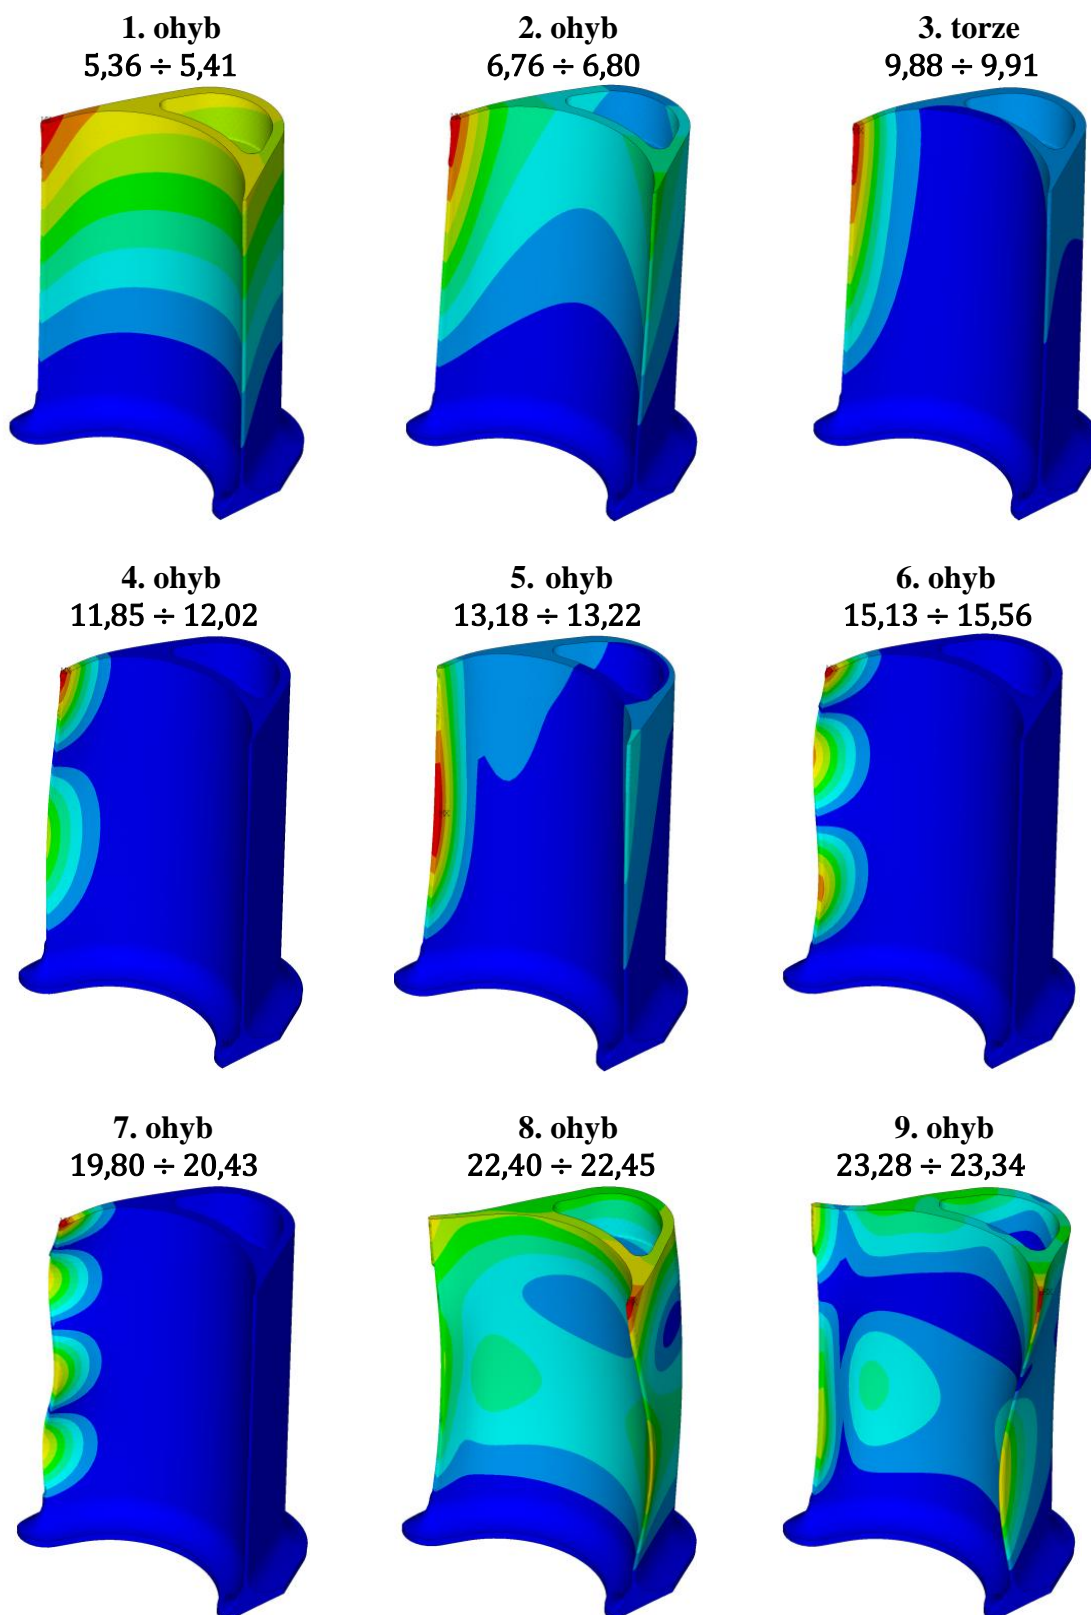 1. ohyb
5,36 ÷ 5,41
2. ohyb
6,76 ÷ 6,80
3. torze
9,88 ÷ 9,91
4. ohyb
11,85 ÷ 12,02
5. ohyb
13,18 ÷ 13,22
6. ohyb
15,13 ÷ 15,56
7. ohyb
19,80 ÷ 20,43
8. ohyb
22,40 ÷ 22,45
9. ohyb
23,28 ÷ 23,34